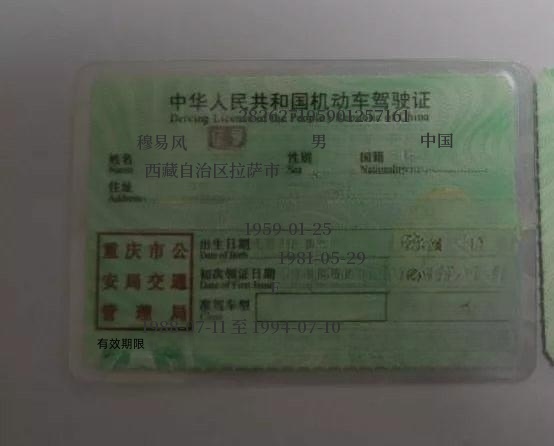 中华人民共和国机动车驾驶证
282623195901257161
Driving License of the People's Republic of China
证号
穆易风 男 中国
姓名 性别 国籍
Name Sex Nationality
西藏自治区拉萨市
住址
Address
1959-01-25
出生日期
Date of Birth
1981-05-29
初次领证日期
Date of First Issue
准驾车型
Class
重庆市公
安局交通
管理局
至 1994-07-10
有效期限